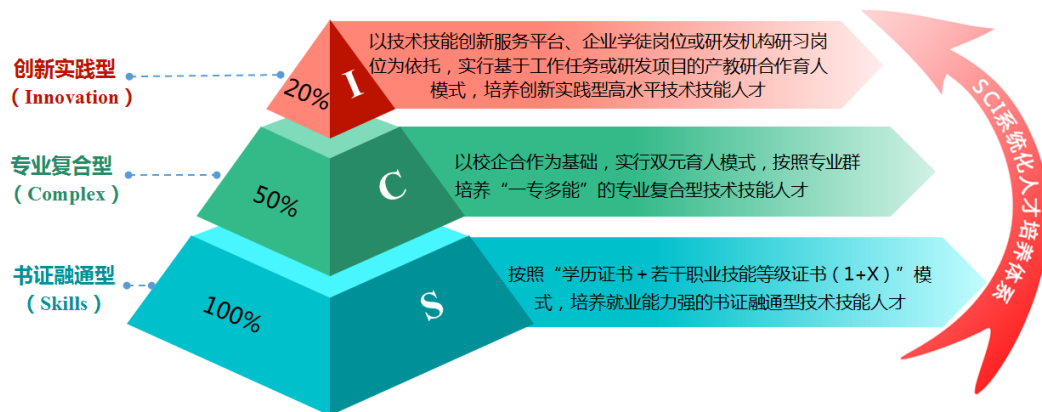 创新实践型
（Innovation）
20%
I
以技术技能创新服务平台、企业学徒岗位或研发机构研习岗
位为依托，实行基于工作任务或研发项目的产教研合作育人
模式，培养创新实践型高水平技术技能人才
专业复合型
（Complex）
50%
C
以校企合作为基础，实行双元育人模式，按照专业群
培养“一专多能”的专业复合型技术技能人才
书证融通型
（Skills）
100%
S
按照“学历证书＋若干职业技能等级证书（1+X）”模
式，培养就业能力强的书证融通型技术技能人才
SCI系统化人才培养体系